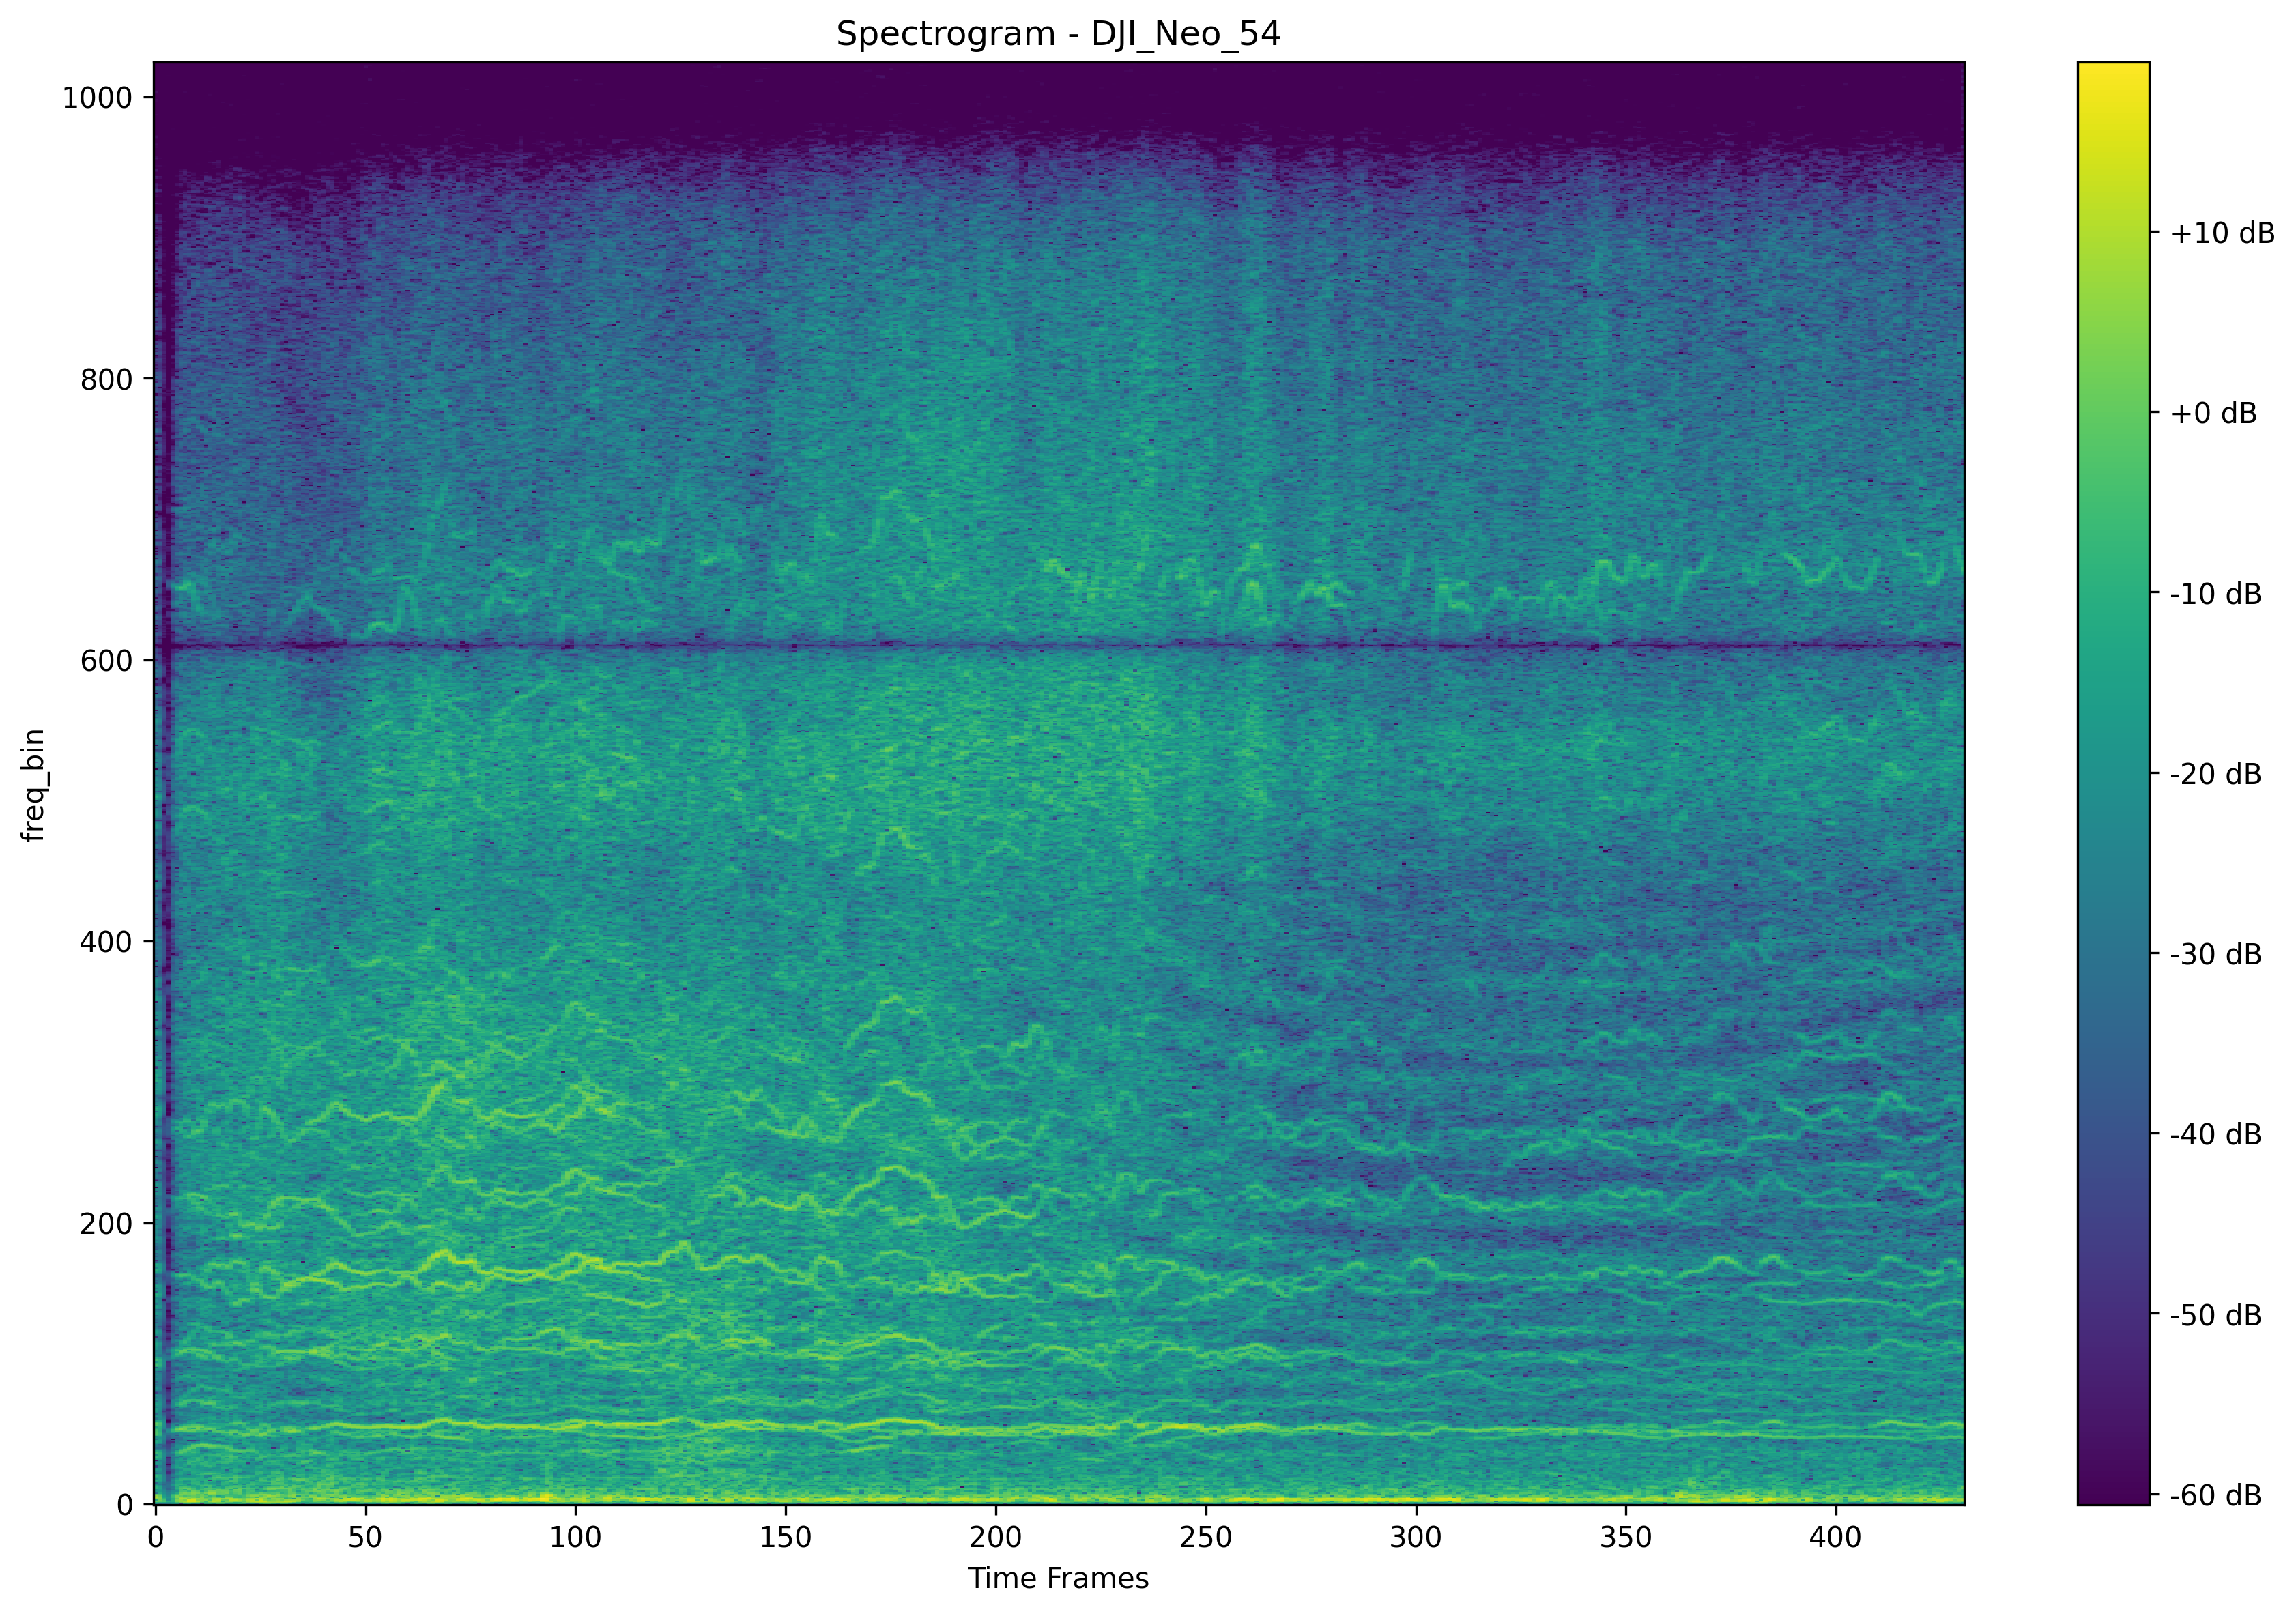 Spectrogram - DJI_Neo_54
1000
800
600
400
200
0
freq_bin
0 50 100 150 200 250 300 350 400
Time Frames
+10 dB
+0 dB
-10 dB
-20 dB
-30 dB
-40 dB
-50 dB
-60 dB